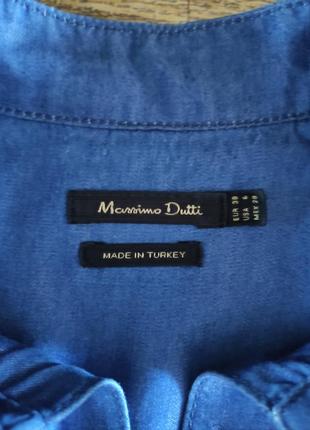 Massimo Dutti
EUR 38
USA 6
MEX 28
MADE IN TURKEY